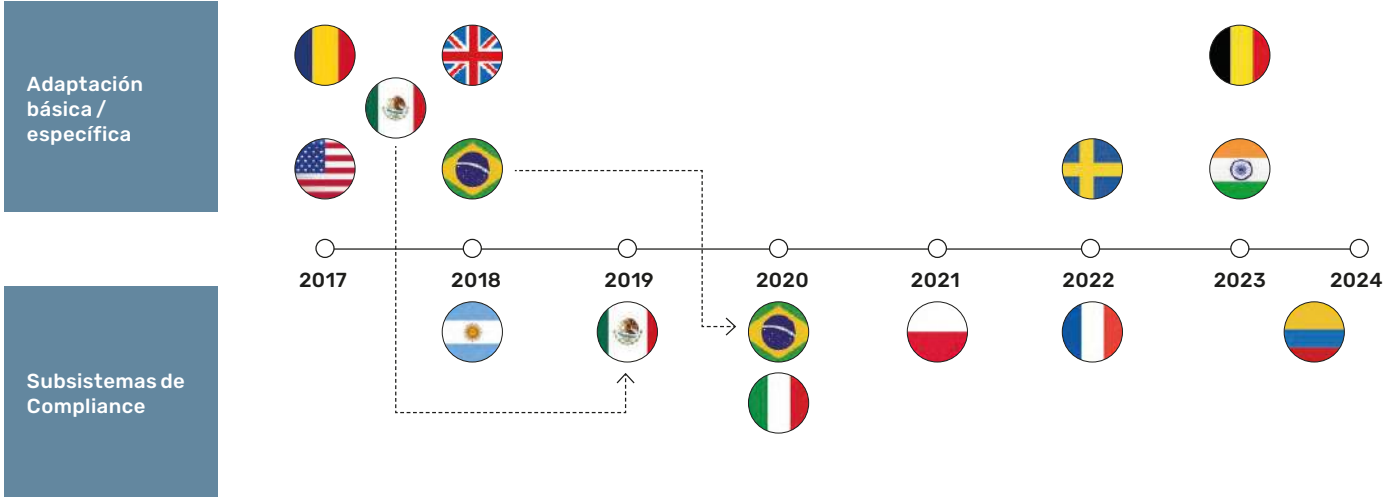 Adaptación
básica /
específica
2017
2018
2019
2020
2021
2022
2023
2024
Subsistemas de
Compliance